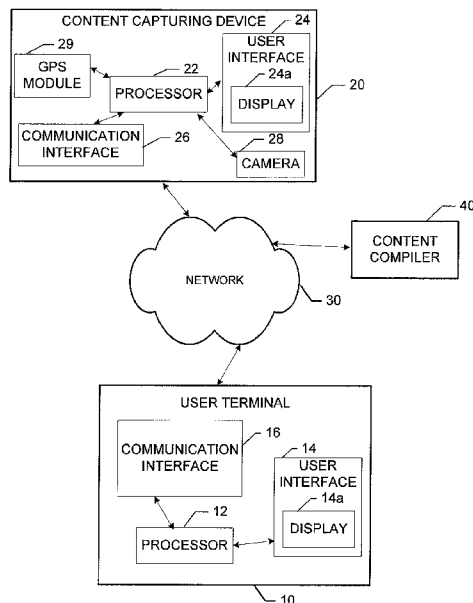 CONTENT CAPTURING DEVICE
29
GPS
MODULE
22
PROCESSOR
24
USER
INTERFACE
24a
DISPLAY
20
COMMUNICATION
INTERFACE
26
28
CAMERA
40
CONTENT
COMPILER
NETWORK
30
USER TERMINAL
16
COMMUNICATION
INTERFACE
14
USER
INTERFACE
14a
DISPLAY
12
PROCESSOR
10